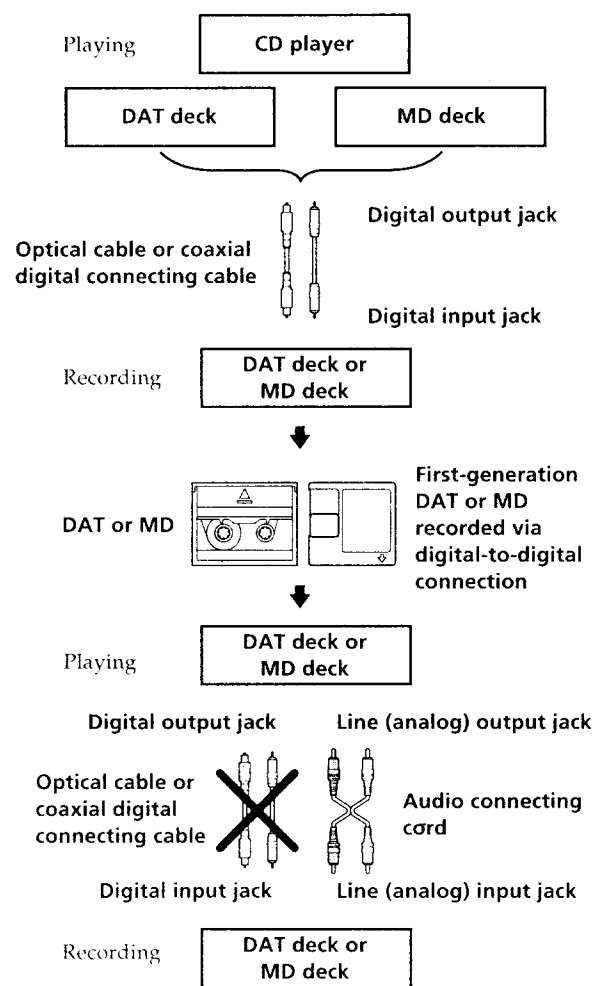 Playing
CD player
DAT deck
MD deck
Digital output jack
Optical cable or coaxial
digital connecting cable
Digital input jack
Recording
DAT deck or
MD deck
DAT or MD
First-generation
DAT or MD
recorded via
digital-to-digital
connection
Playing
DAT deck or
MD deck
Digital output jack
Line (analog) output jack
Optical cable or
coaxial digital
connecting cable
Audio connecting
cord
Digital input jack
Line (analog) input jack
Recording
DAT deck or
MD deck